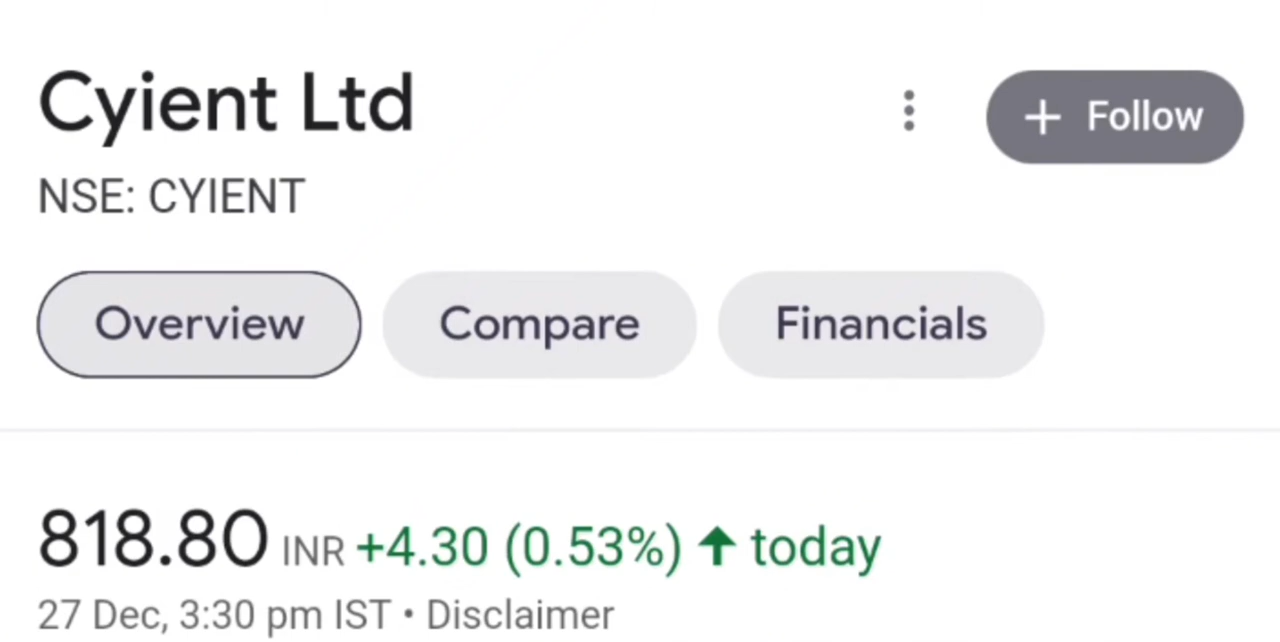 Cyient Ltd
+ Follow
NSE: CYIENT
Overview Compare Financials
818.80 INR +4.30 (0.53%) ↑ today
27 Dec, 3:30 pm IST • Disclaimer